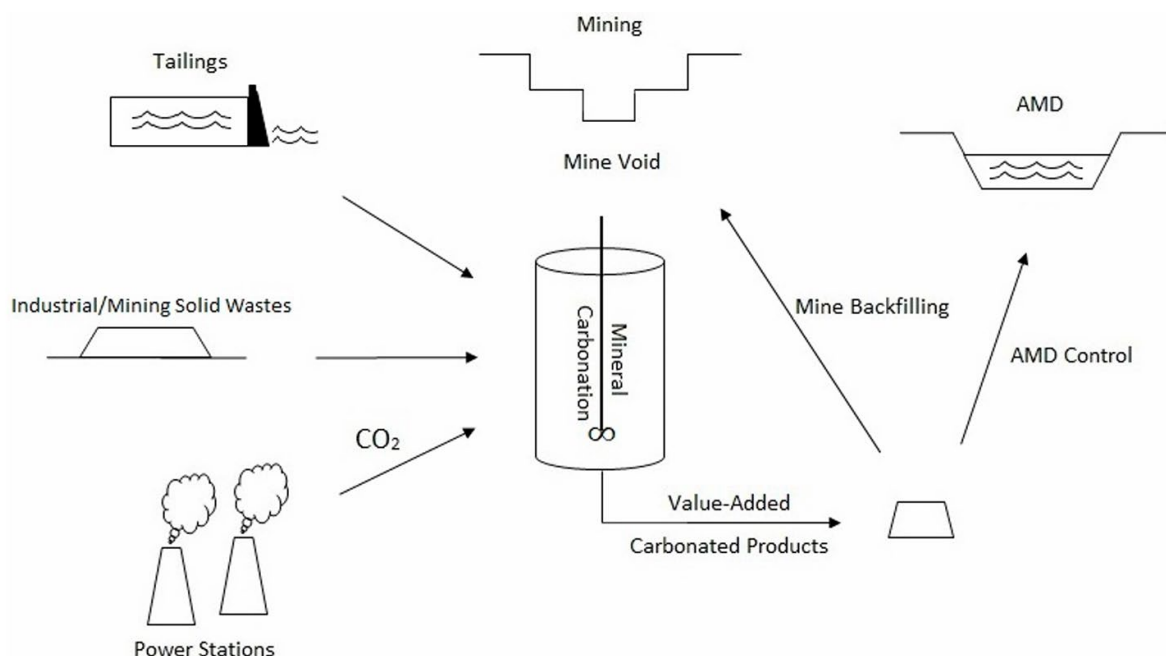 Mining
Tailings
AMD
Mine Void
Industrial/Mining Solid Wastes
Mineral
Carbonation
Mine Backfilling
AMD Control
CO₂
Value-Added
Carbonated Products
Power Stations